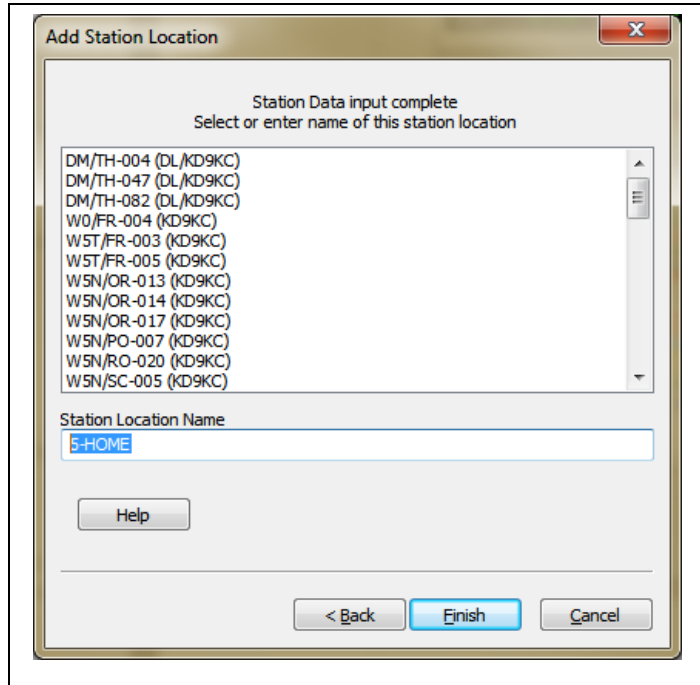 Add Station Location
Station Data input complete
Select or enter name of this station location
DM/TH-004 (DL/KD9KC)
DM/TH-047 (DL/KD9KC)
DM/TH-082 (DL/KD9KC)
W0/FR-004 (KD9KC)
W5T/FR-003 (KD9KC)
W5T/FR-005 (KD9KC)
W5N/OR-013 (KD9KC)
W5N/OR-014 (KD9KC)
W5N/OR-017 (KD9KC)
W5N/PO-007 (KD9KC)
W5N/RO-020 (KD9KC)
W5N/SC-005 (KD9KC)
Station Location Name
5-HOME
Help
< Back Finish Cancel